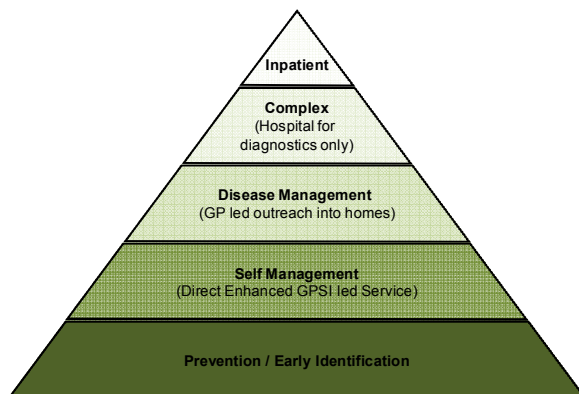 Inpatient
Complex
(Hospital for
diagnostics only)
Disease Management
(GP led outreach into homes)
Self Management
(Direct Enhanced GPSI led Service)
Prevention / Early Identification